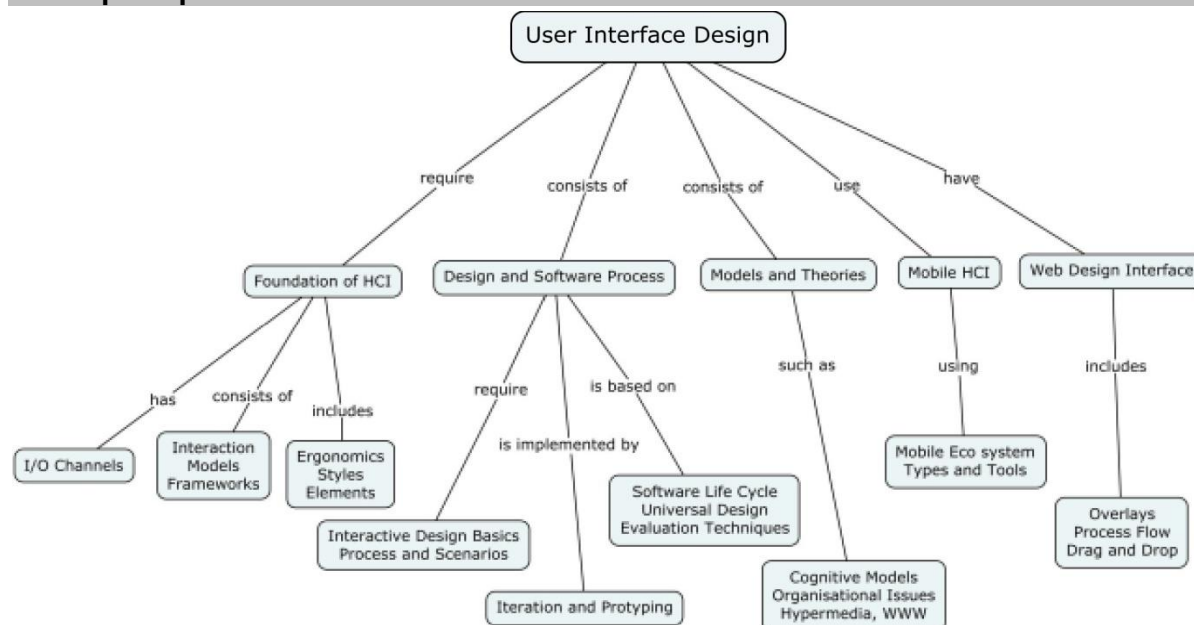 User Interface Design
require
consists of
consists of
use
have
Foundation of HCI
Design and Software Process
Models and Theories
Mobile HCI
Web Design Interface
has
consists of
includes
require
is implemented by
is based on
such as
using
includes
I/O Channels
Interaction
Models
Frameworks
Ergonomics
Styles
Elements
Interactive Design Basics
Process and Scenarios
Iteration and Protyping
Software Life Cycle
Universal Design
Evaluation Techniques
Cognitive Models
Organisational Issues
Hypermedia, WWW
Mobile Eco system
Types and Tools
Overlays
Process Flow
Drag and Drop